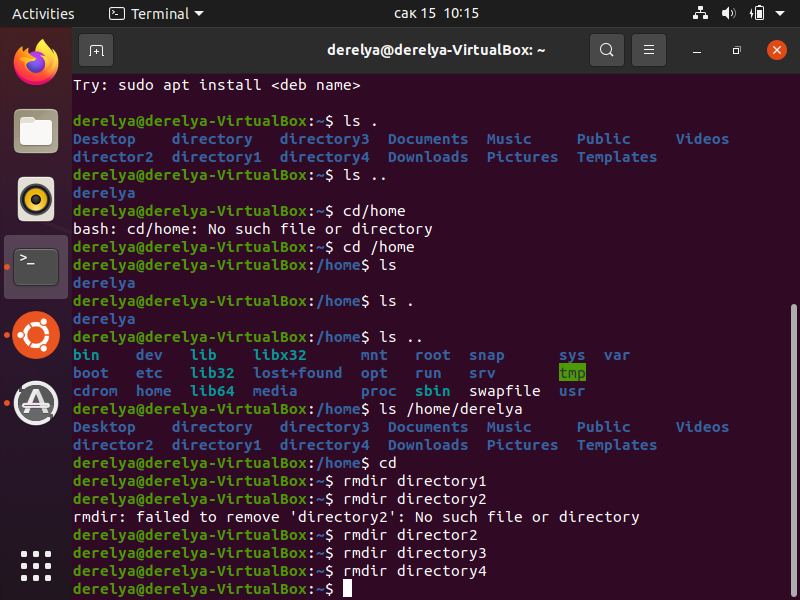 Activities Terminal сак 15 10:15
derelya@derelya-VirtualBox: ~
Try: sudo apt install <deb name>
derelya@derelya-VirtualBox:~$ ls .
Desktop directory directory3 Documents Music Public Videos
director2 directory1 directory4 Downloads Pictures Templates
derelya@derelya-VirtualBox:~$ ls ..
derelya
derelya@derelya-VirtualBox:~$ cd/home
bash: cd/home: No such file or directory
derelya@derelya-VirtualBox:~$ cd /home
derelya@derelya-VirtualBox:/home$ ls
derelya
derelya@derelya-VirtualBox:/home$ ls .
derelya
derelya@derelya-VirtualBox:/home$ ls ..
bin dev lib libx32 mnt root snap sys var
boot etc lib32 lost+found opt run srv tmp
cdrom home lib64 media proc sbin swapfile usr
derelya@derelya-VirtualBox:/home$ ls /home/derelya
Desktop directory directory3 Documents Music Public Videos
director2 directory1 directory4 Downloads Pictures Templates
derelya@derelya-VirtualBox:/home$ cd
derelya@derelya-VirtualBox:~$ rmdir directory1
derelya@derelya-VirtualBox:~$ rmdir directory2
rmdir: failed to remove 'directory2': No such file or directory
derelya@derelya-VirtualBox:~$ rmdir director2
derelya@derelya-VirtualBox:~$ rmdir directory3
derelya@derelya-VirtualBox:~$ rmdir directory4
derelya@derelya-VirtualBox:~$